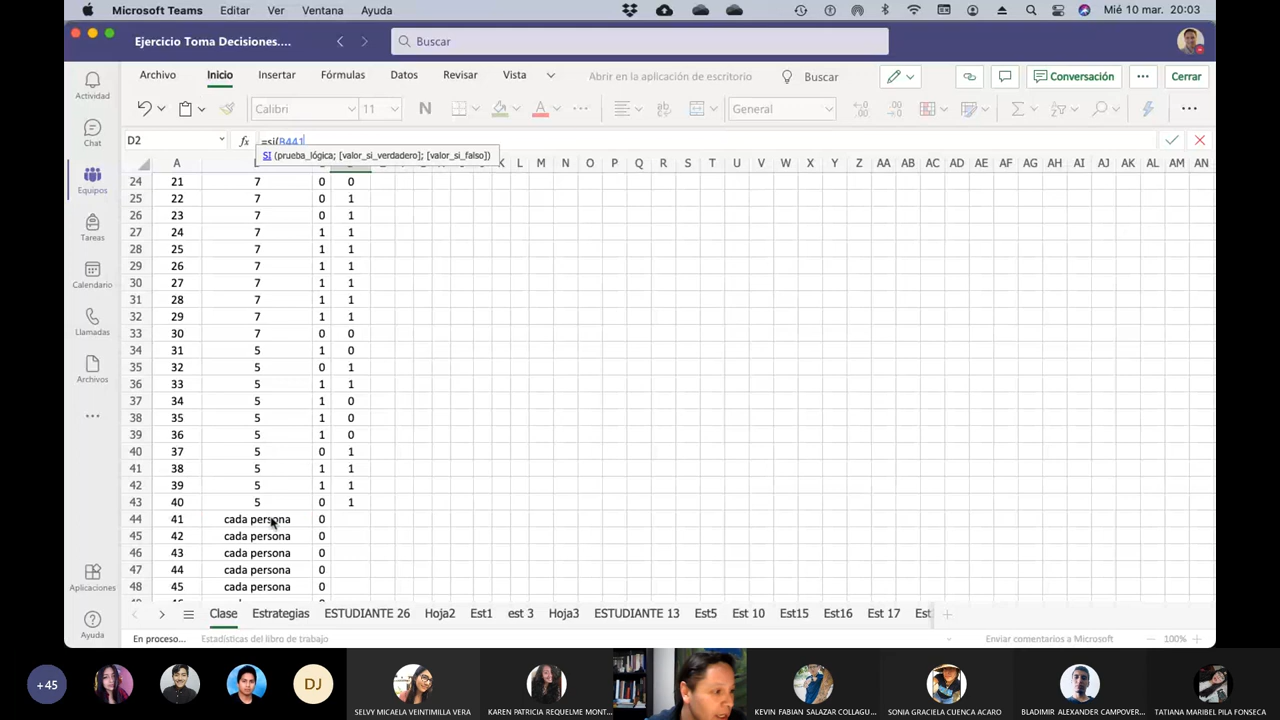 Microsoft Teams Editar Ver Ventana Ayuda Mié 10 mar. 20:03
Ejercicio Toma Decisiones.... Buscar
Actividad
Chat
Equipos
Tareas
Calendario
Llamadas
Archivos
Aplicaciones
Ayuda
Archivo Inicio Insertar Fórmulas Datos Revisar Vista Abrir en la aplicación de escritorio Buscar Conversación Cerrar
Calibri 11 N A General
D2 fx =si(B441
SI (prueba_lógica; [valor_si_verdadero]; [valor_si_falso])
A K L M N O P Q R S T U V W X Y Z AA AB AC AD AE AF AG AH AI AJ AK AL AM AN
24 21 7 0 0
25 22 7 0 1
26 23 7 0 1
27 24 7 1 1
28 25 7 1 1
29 26 7 1 1
30 27 7 1 1
31 28 7 1 1
32 29 7 1 1
33 30 7 0 0
34 31 5 1 0
35 32 5 0 1
36 33 5 1 1
37 34 5 1 0
38 35 5 1 0
39 36 5 1 0
40 37 5 0 1
41 38 5 1 1
42 39 5 1 1
43 40 5 0 1
44 41 cada persona 0
45 42 cada persona 0
46 43 cada persona 0
47 44 cada persona 0
48 45 cada persona 0
Clase Estrategias ESTUDIANTE 26 Hoja2 Est1 est 3 Hoja3 ESTUDIANTE 13 Est5 Est 10 Est15 Est16 Est 17 Est
En proceso... Estadísticas del libro de trabajo Enviar comentarios a Microsoft 100%
+45 DJ
SELVY MICAELA VEINTIMILLA VERA
KAREN PATRICIA REQUELME MONT...
KEVIN FABIAN SALAZAR COLLAGU...
SONIA GRACIELA CUENCA ACARO
BLADIMIR ALEXANDER CAMPOVER...
TATIANA MARIBEL PILA FONSECA